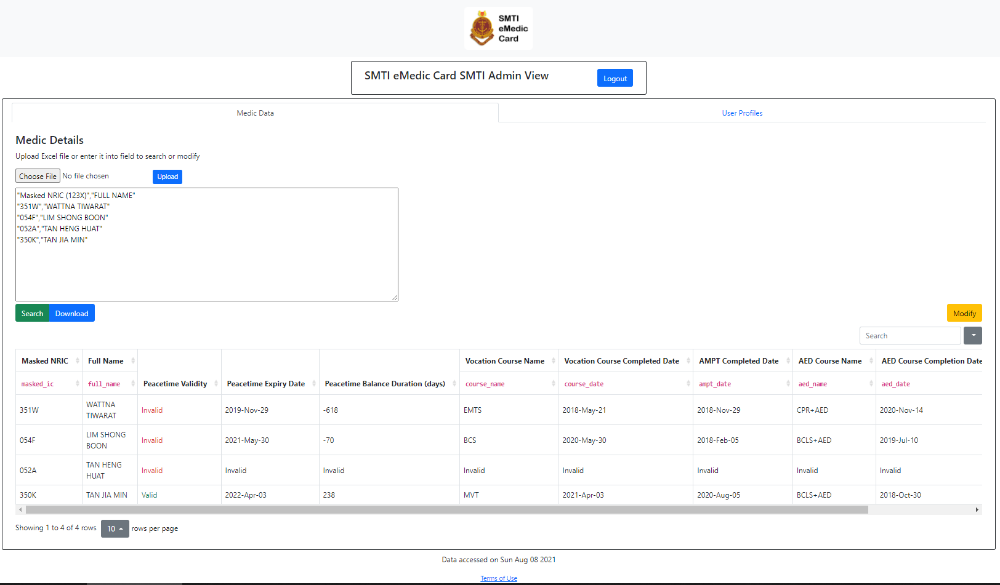 SMTI
eMedic
Card
SMTI eMedic Card SMTI Admin View
Logout
Medic Data
User Profiles
Medic Details
Upload Excel file or enter it into field to search or modify
Choose File No file chosen Upload
"Masked NRIC (123X)","FULL NAME"
"351W","WATTNA TIWARAT"
"054F","LIM SHONG BOON"
"052A","TAN HENG HUAT"
"350K","TAN JIA MIN"
Search Download Modify
Search
Masked NRIC Full Name Peacetime Validity Peacetime Expiry Date Peacetime Balance Duration (days) Vocation Course Name Vocation Course Completed Date AMPT Completed Date AED Course Name AED Course Completion Date
masked_ic full_name course_name course_date ampt_date aed_name aed_date
351W WATTNA TIWARAT Invalid 2019-Nov-29 -618 EMTS 2018-May-21 2018-Nov-29 CPR+AED 2020-Nov-14
054F LIM SHONG BOON Invalid 2021-May-30 -70 BCS 2020-May-30 2018-Feb-05 BCLS+AED 2019-Jul-10
052A TAN HENG HUAT Invalid Invalid Invalid Invalid Invalid Invalid Invalid Invalid
350K TAN JIA MIN Valid 2022-Apr-03 238 MVT 2021-Apr-03 2020-Aug-05 BCLS+AED 2018-Oct-30
Showing 1 to 4 of 4 rows 10 rows per page
Data accessed on Sun Aug 08 2021
Terms of Use